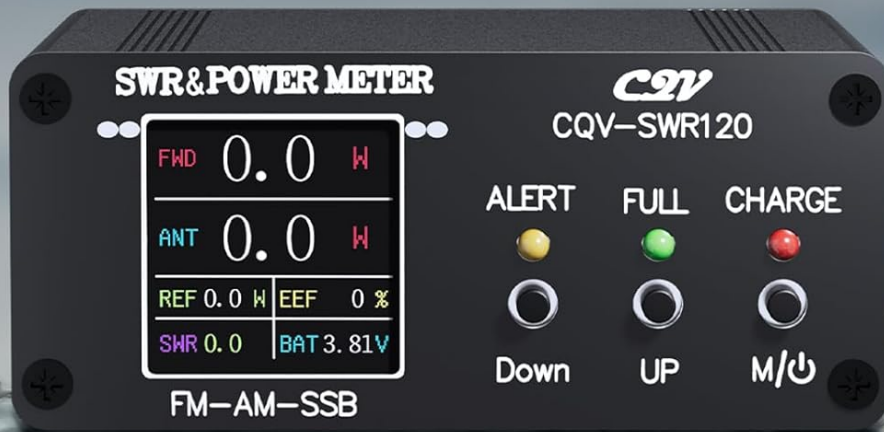 SWR&POWER METER
CQV
CQV-SWR120
FWD 0.0 W
ANT 0.0 W
REF 0.0 W EEF 0 %
SWR 0.0 BAT 3.81V
FM-AM-SSB
ALERT FULL CHARGE
Down UP M/⏻